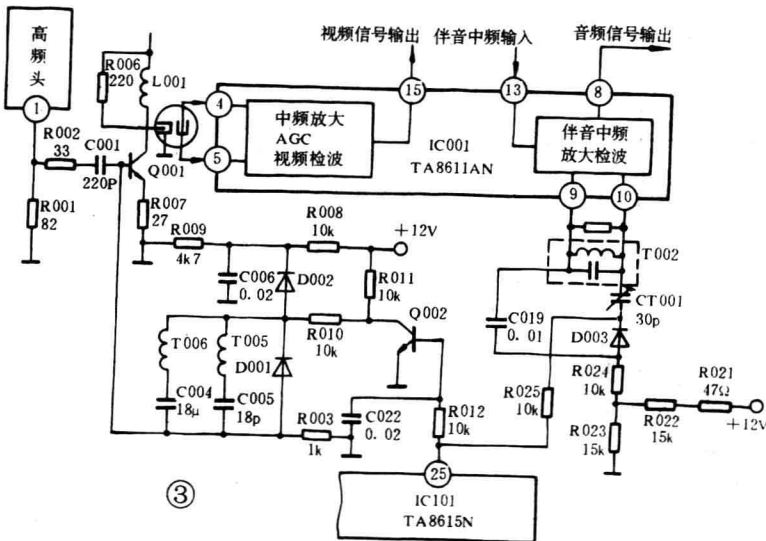 视频信号输出
伴音中频输入
音频信号输出
高频头
1
R006
220
L001
4
5
15
13
8
中频放大
AGC
视频检波
IC001
TA8611AN
伴音中频
放大检波
9
10
R002
33
C001
220P
Q001
R001
82
R007
27
R009
4k7
R008
10k
+12V
C006
0.02
D002
R011
10k
Q002
T002
CT001
30p
C019
0.01
D003
T006
T005
D001
R010
10k
C004
18μ
C005
18p
R003
1k
C022
0.02
R012
10k
R025
10k
R024
10k
R021
47Ω
R022
15k
+12V
R023
15k
25
IC101
TA8615N
③